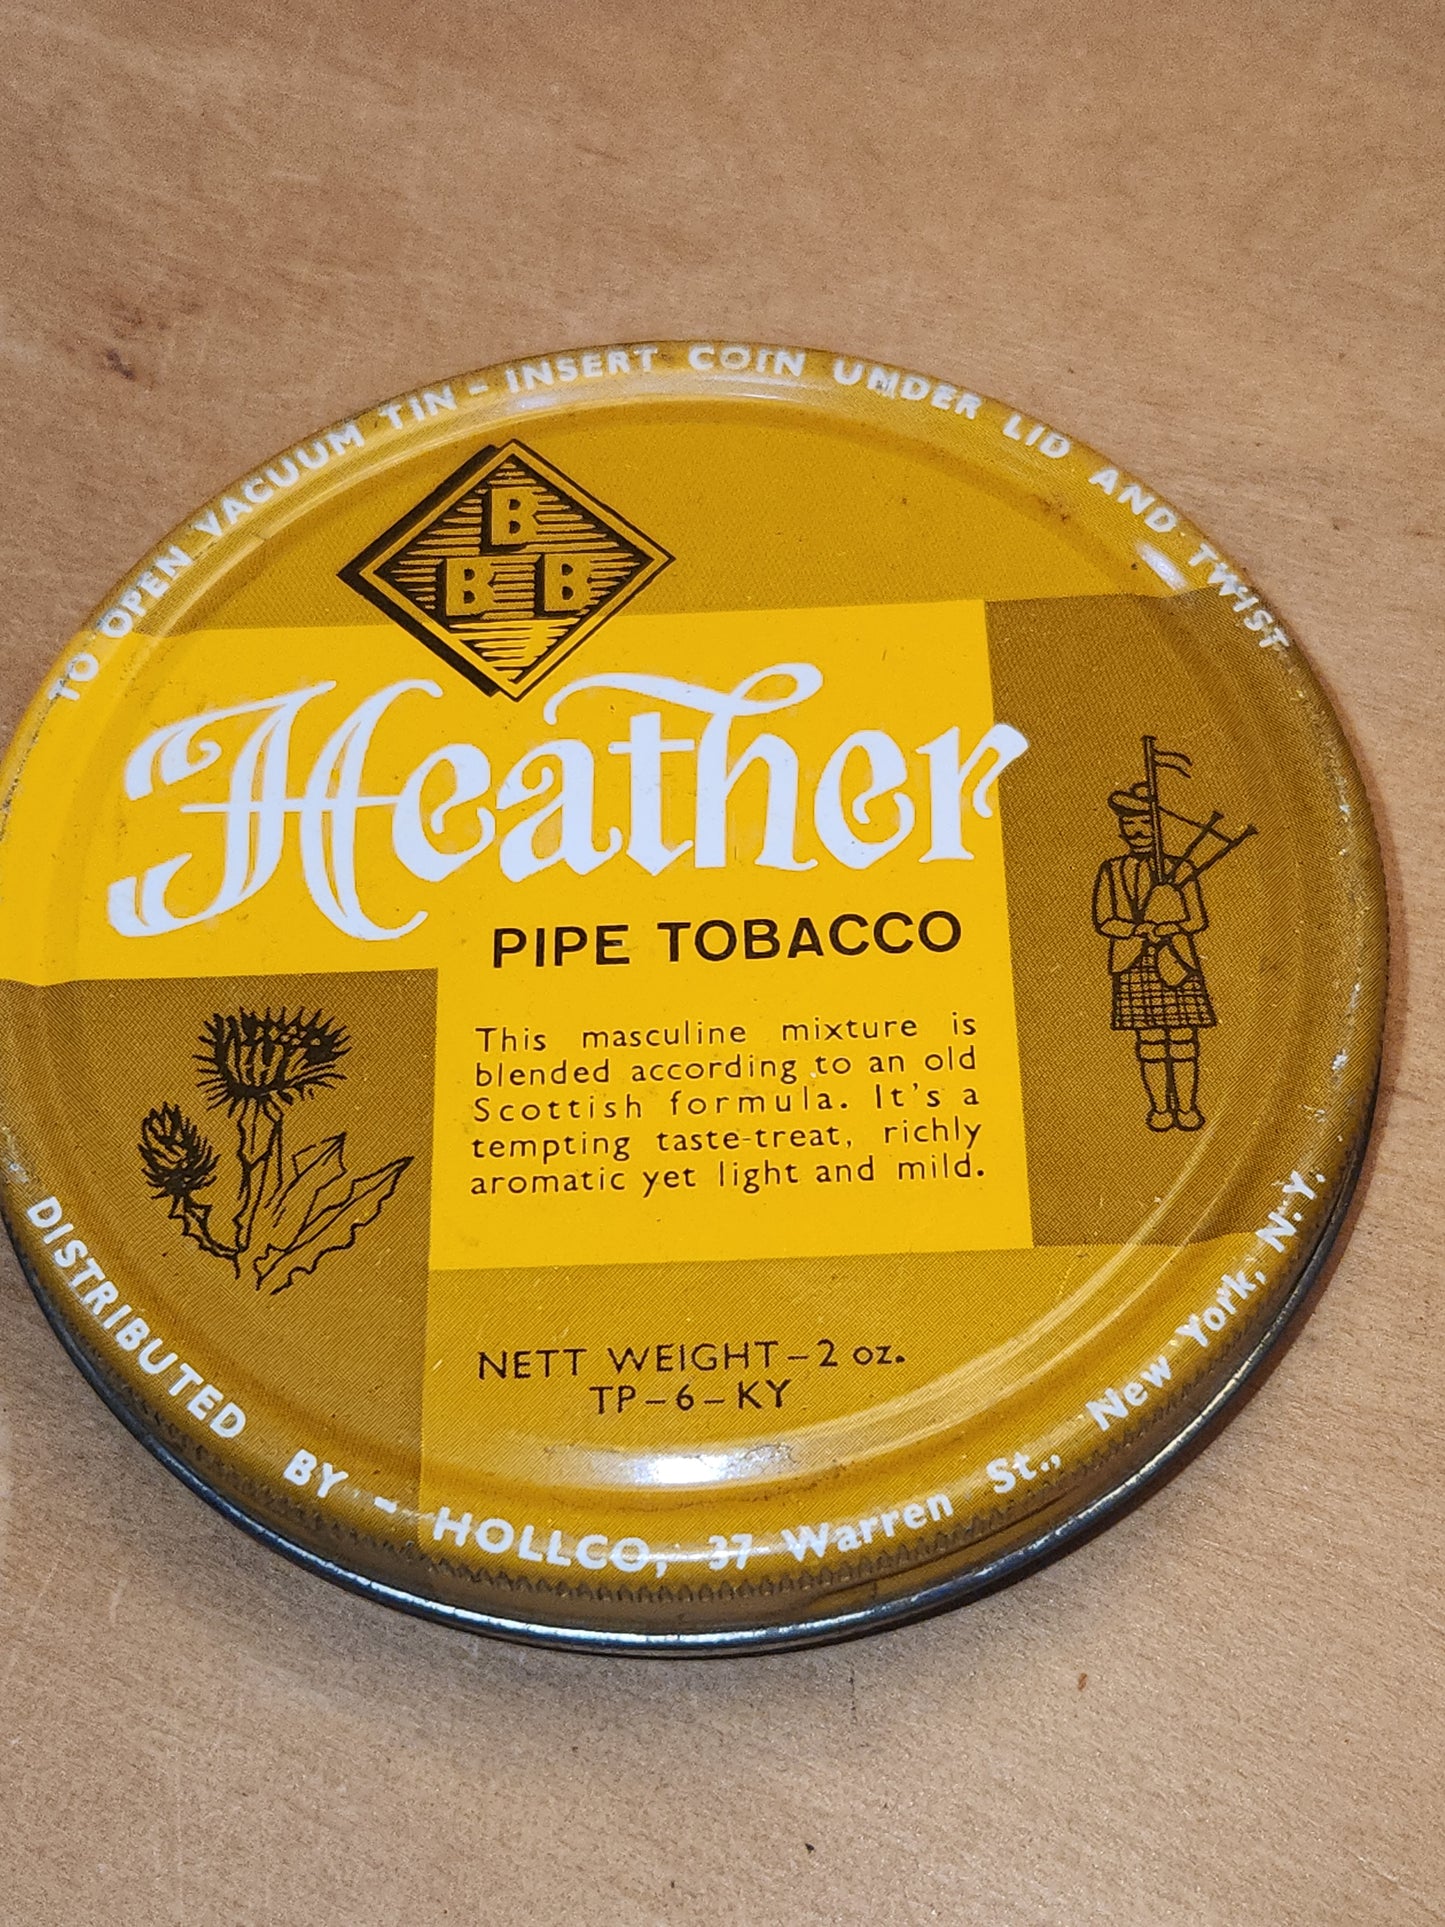 TO OPEN VACUUM TIN - INSERT COIN UNDER LID AND TWIST
B
B B
Heather
PIPE TOBACCO
This masculine mixture is
blended according to an old
Scottish formula. It's a
tempting taste-treat, richly
aromatic yet light and mild.
NETT WEIGHT - 2 oz.
TP - 6 - KY
DISTRIBUTED BY - HOLLCO, 37 Warren St., New York, N.Y.